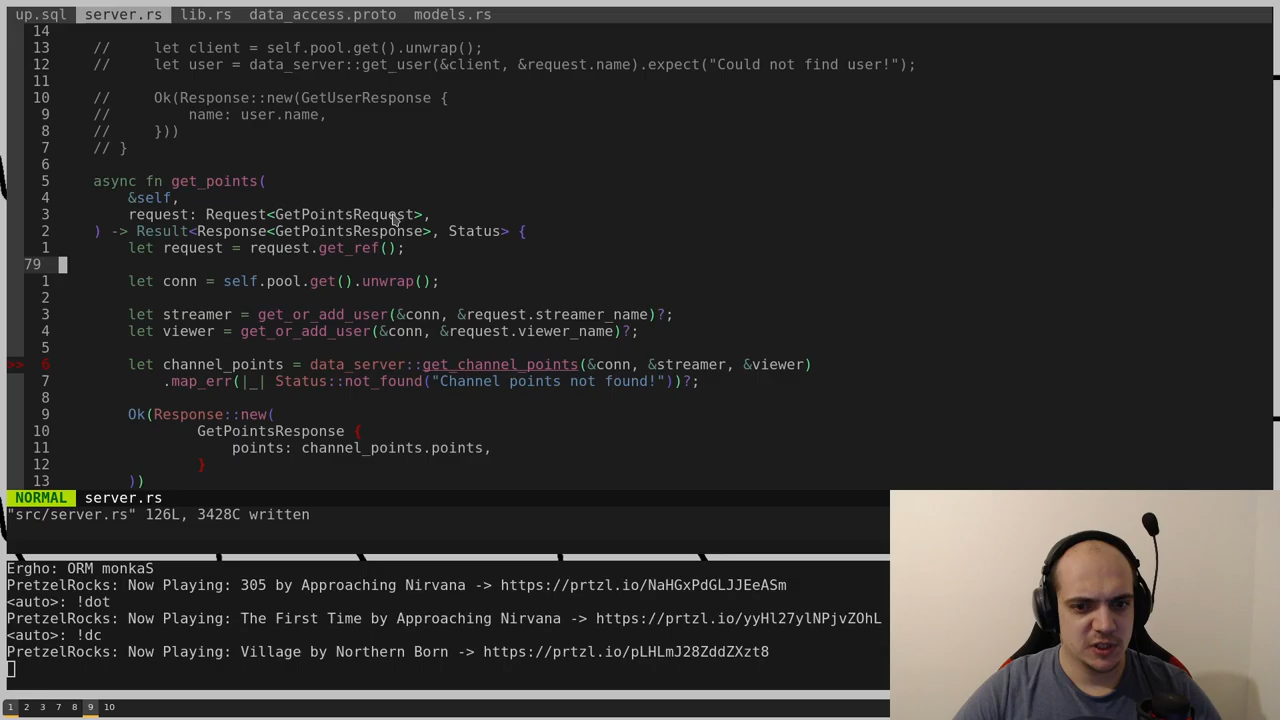 up.sql server.rs lib.rs data_access.proto models.rs
14
13 // let client = self.pool.get().unwrap();
12 // let user = data_server::get_user(&client, &request.name).expect("Could not find user!");
11
10 // Ok(Response::new(GetUserResponse {
9 // name: user.name,
8 // }))
7 // }
6
5 async fn get_points(
4 &self,
3 request: Request<GetPointsRequest>,
2 ) -> Result<Response<GetPointsResponse>, Status> {
1 let request = request.get_ref();
79
1 let conn = self.pool.get().unwrap();
2
3 let streamer = get_or_add_user(&conn, &request.streamer_name)?;
4 let viewer = get_or_add_user(&conn, &request.viewer_name)?;
5
>> 6 let channel_points = data_server::get_channel_points(&conn, &streamer, &viewer)
7 .map_err(|_| Status::not_found("Channel points not found!"))?;
8
9 Ok(Response::new(
10 GetPointsResponse {
11 points: channel_points.points,
12 }
13 ))
NORMAL server.rs
"src/server.rs" 126L, 3428C written
Ergho: ORM monkaS
PretzelRocks: Now Playing: 305 by Approaching Nirvana -> https://prtzl.io/NaHGxPdGLJJEeASm
<auto>: !dot
PretzelRocks: Now Playing: The First Time by Approaching Nirvana -> https://prtzl.io/yyHl27ylNPjvZOhL
<auto>: !dc
PretzelRocks: Now Playing: Village by Northern Born -> https://prtzl.io/pLHLmJ28ZddZXzt8
1 2 3 7 8 9 10